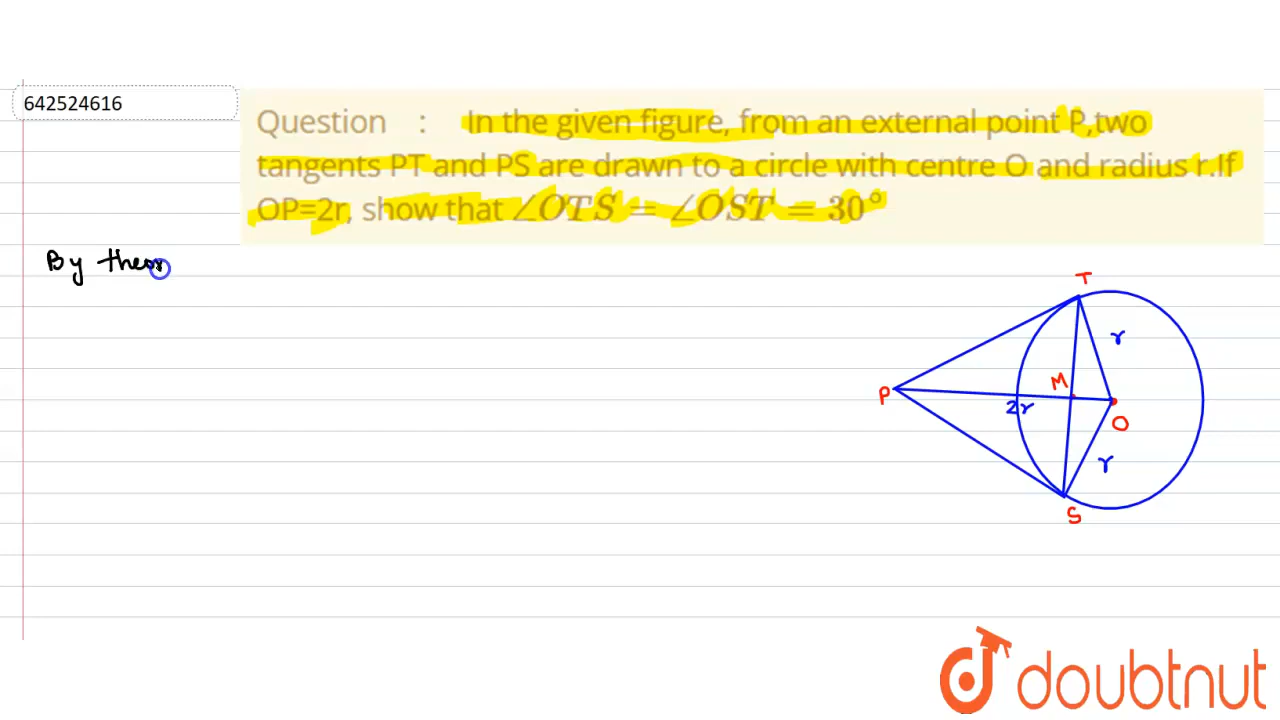 642524616
Question : In the given figure, from an external point P,two
tangents PT and PS are drawn to a circle with centre O and radius r.If
OP=2r, show that ∠OTS = ∠OST = 30°
By theor
T
r
M
P
2r
O
r
S
doubtnut